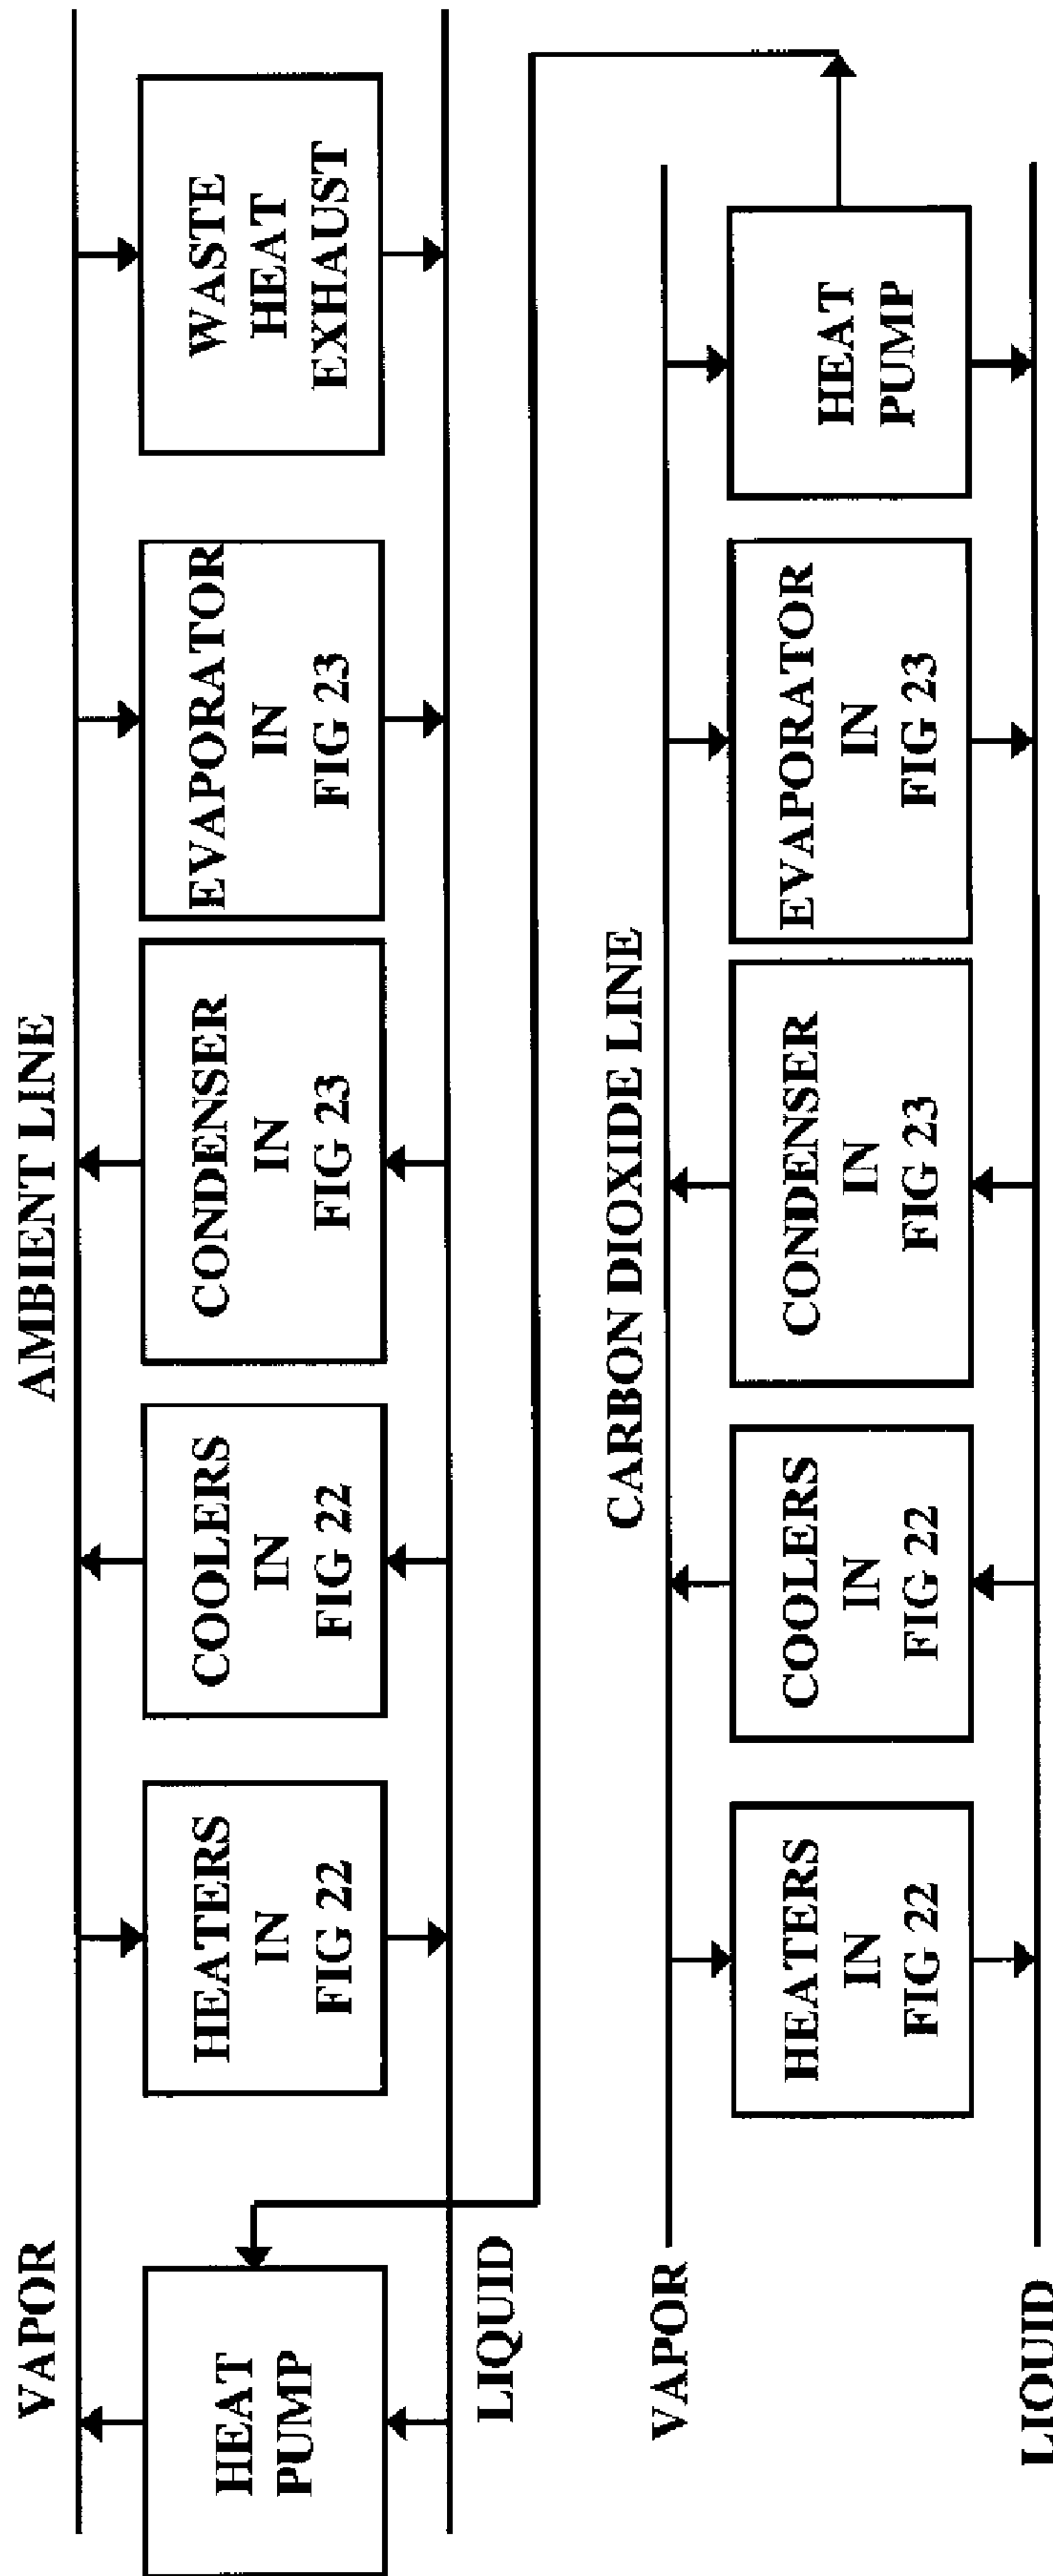 AMBIENT LINE
VAPOR
HEAT
PUMP
HEATERS
IN
FIG 22
COOLERS
IN
FIG 22
CONDENSER
IN
FIG 23
EVAPORATOR
IN
FIG 23
WASTE
HEAT
EXHAUST
LIQUID
CARBON DIOXIDE LINE
VAPOR
HEATERS
IN
FIG 22
COOLERS
IN
FIG 22
CONDENSER
IN
FIG 23
EVAPORATOR
IN
FIG 23
HEAT
PUMP
LIQUID